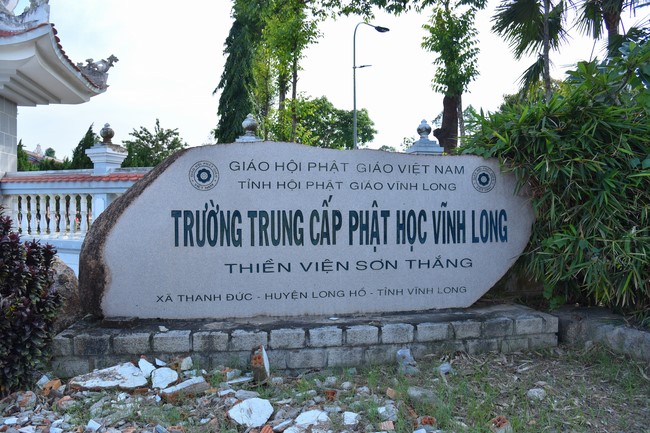 GIÁO HỘI PHẬT GIÁO VIỆT NAM
TỈNH HỘI PHẬT GIÁO VĨNH LONG
TRƯỜNG TRUNG CẤP PHẬT HỌC VĨNH LONG
THIỀN VIỆN SƠN THẮNG
XÃ THANH ĐỨC - HUYỆN LONG HỒ - TỈNH VĨNH LONG